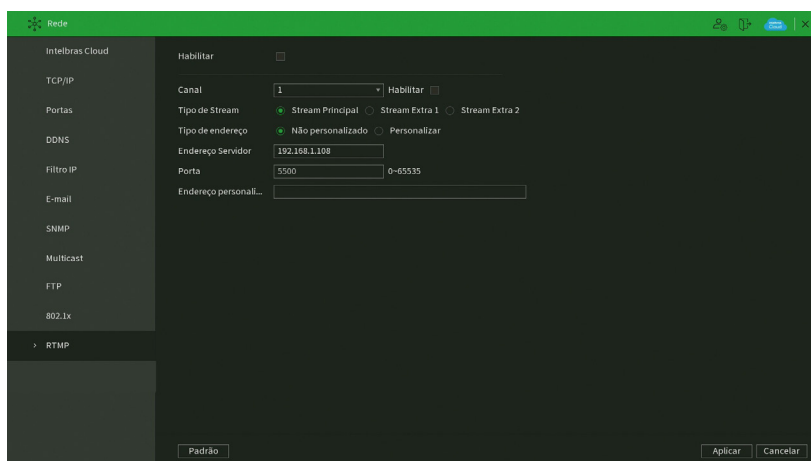 Rede
Intelbras Cloud
TCP/IP
Portas
DDNS
Filtro IP
E-mail
SNMP
Multicast
FTP
802.1x
> RTMP
Habilitar
Canal 1 Habilitar
Tipo de Stream Stream Principal Stream Extra 1 Stream Extra 2
Tipo de endereço Não personalizado Personalizar
Endereço Servidor 192.168.1.108
Porta 5500 0~65535
Endereço personali...
Padrão Aplicar Cancelar